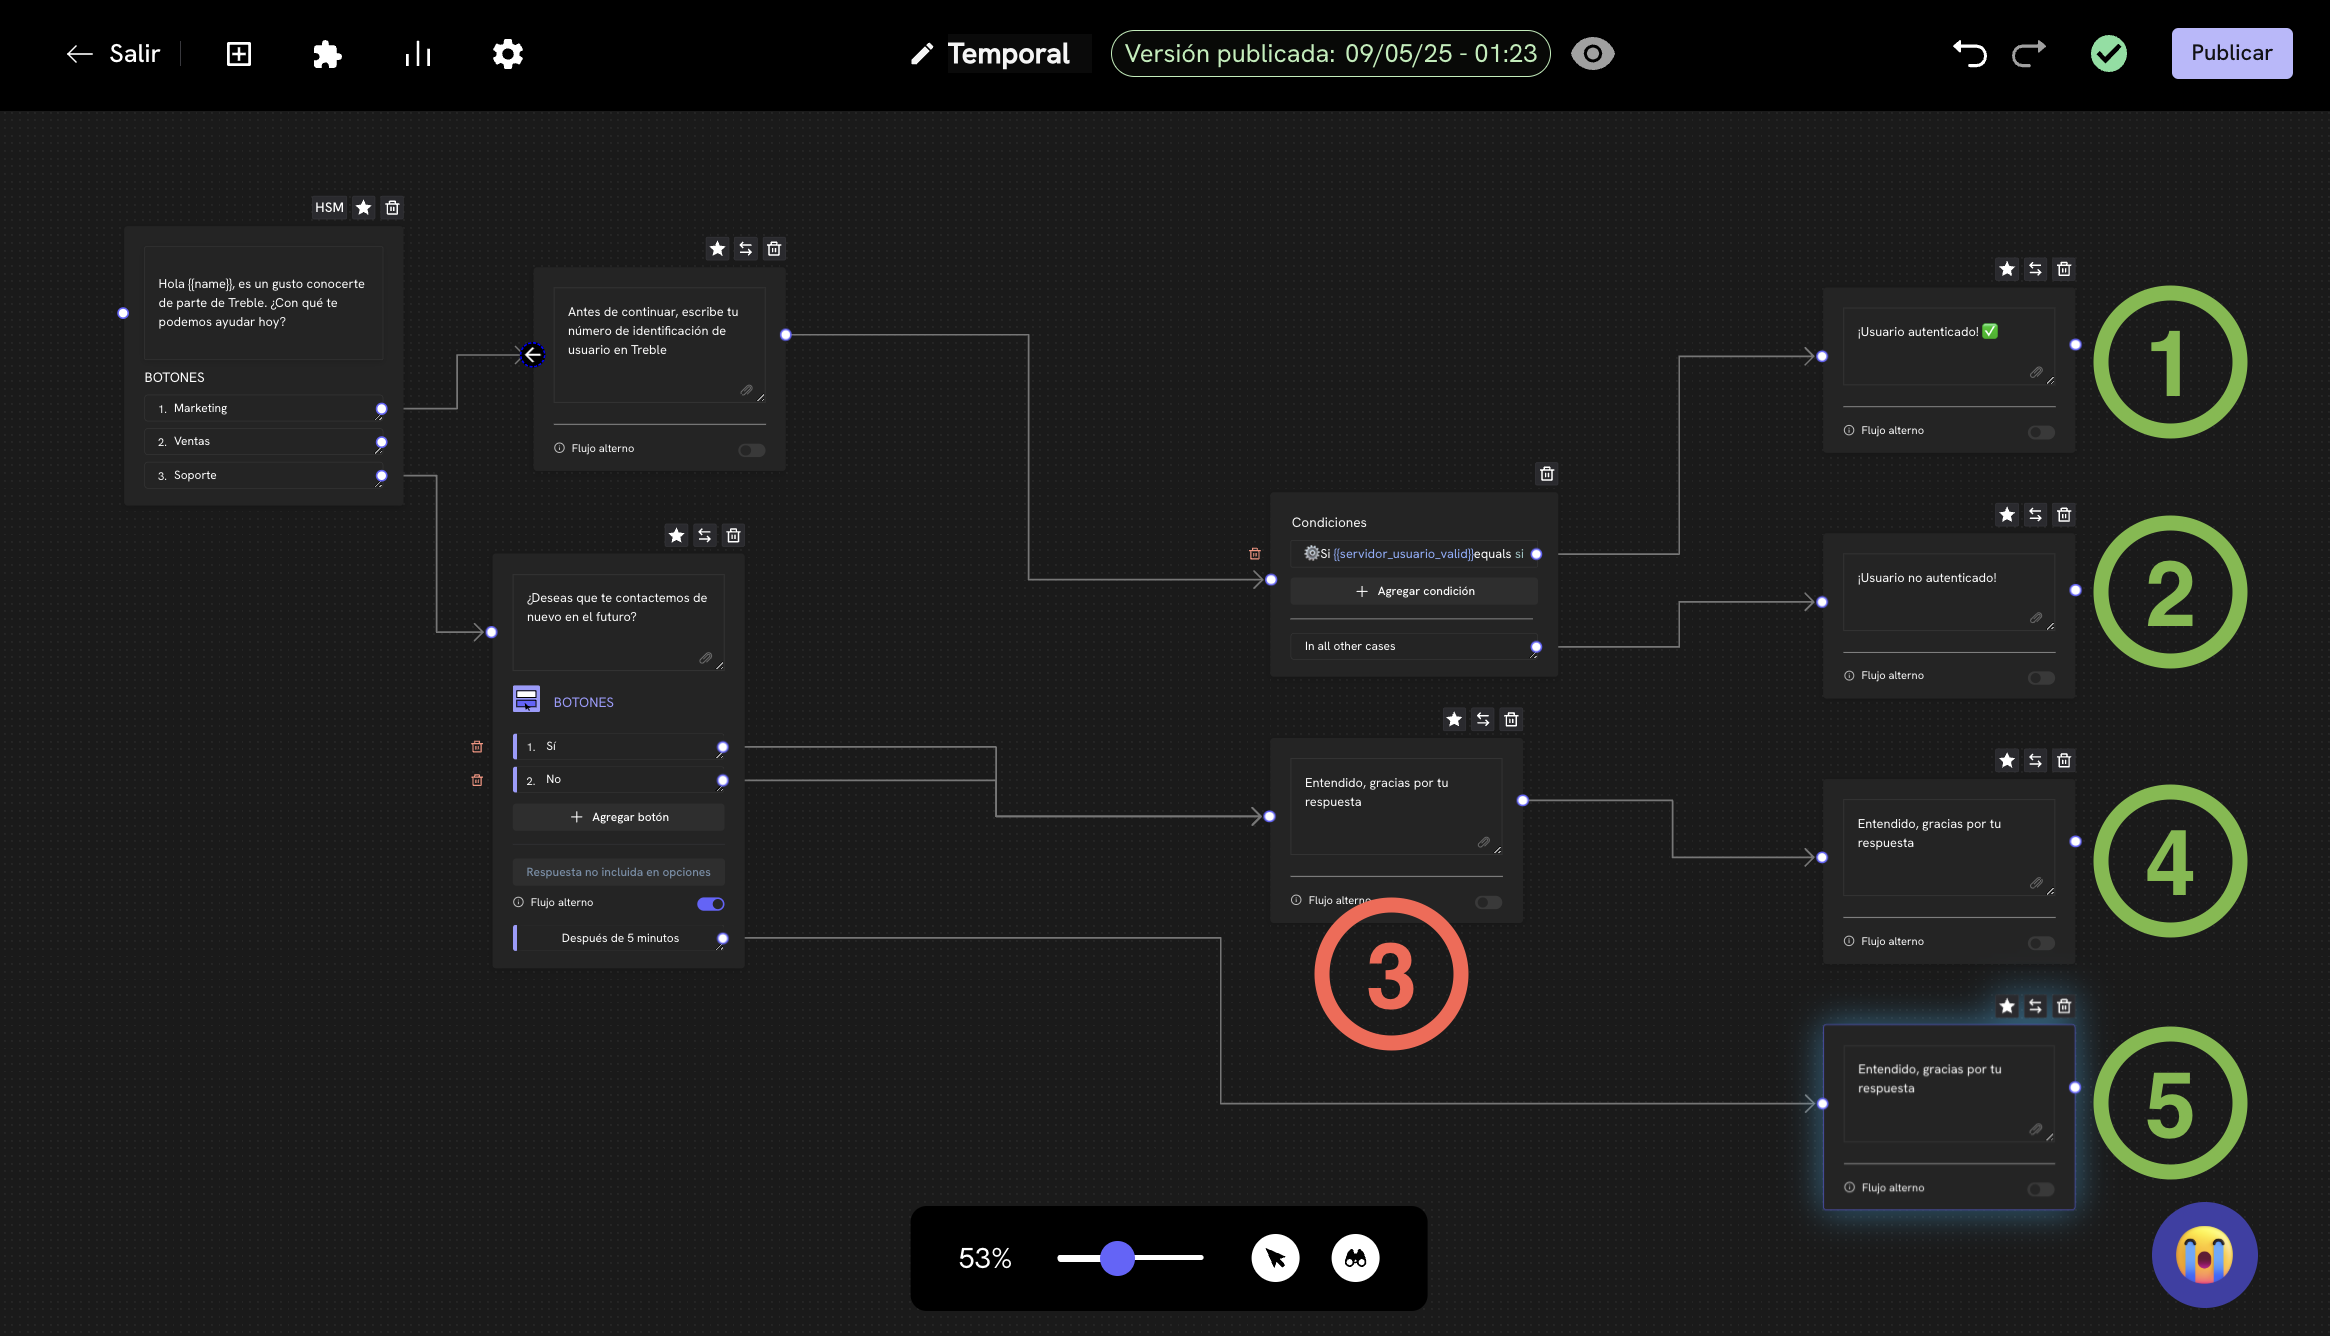 Salir
Temporal
Versión publicada: 09/05/25 - 01:23
Publicar
HSM
Hola {{name}}, es un gusto conocerte
de parte de Treble. ¿Con qué te
podemos ayudar hoy?
BOTONES
1. Marketing
2. Ventas
3. Soporte
Antes de continuar, escribe tu
número de identificación de
usuario en Treble
Flujo alterno
¿Deseas que te contactemos de
nuevo en el futuro?
BOTONES
1. Sí
2. No
Agregar botón
Respuesta no incluida en opciones
Flujo alterno
Después de 5 minutos
Condiciones
Si {{servidor_usuario_valid}}equals si
Agregar condición
In all other cases
Entendido, gracias por tu
respuesta
Flujo alterno
3
¡Usuario autenticado! ✅
Flujo alterno
1
¡Usuario no autenticado!
Flujo alterno
2
Entendido, gracias por tu
respuesta
Flujo alterno
4
Entendido, gracias por tu
respuesta
Flujo alterno
5
53%